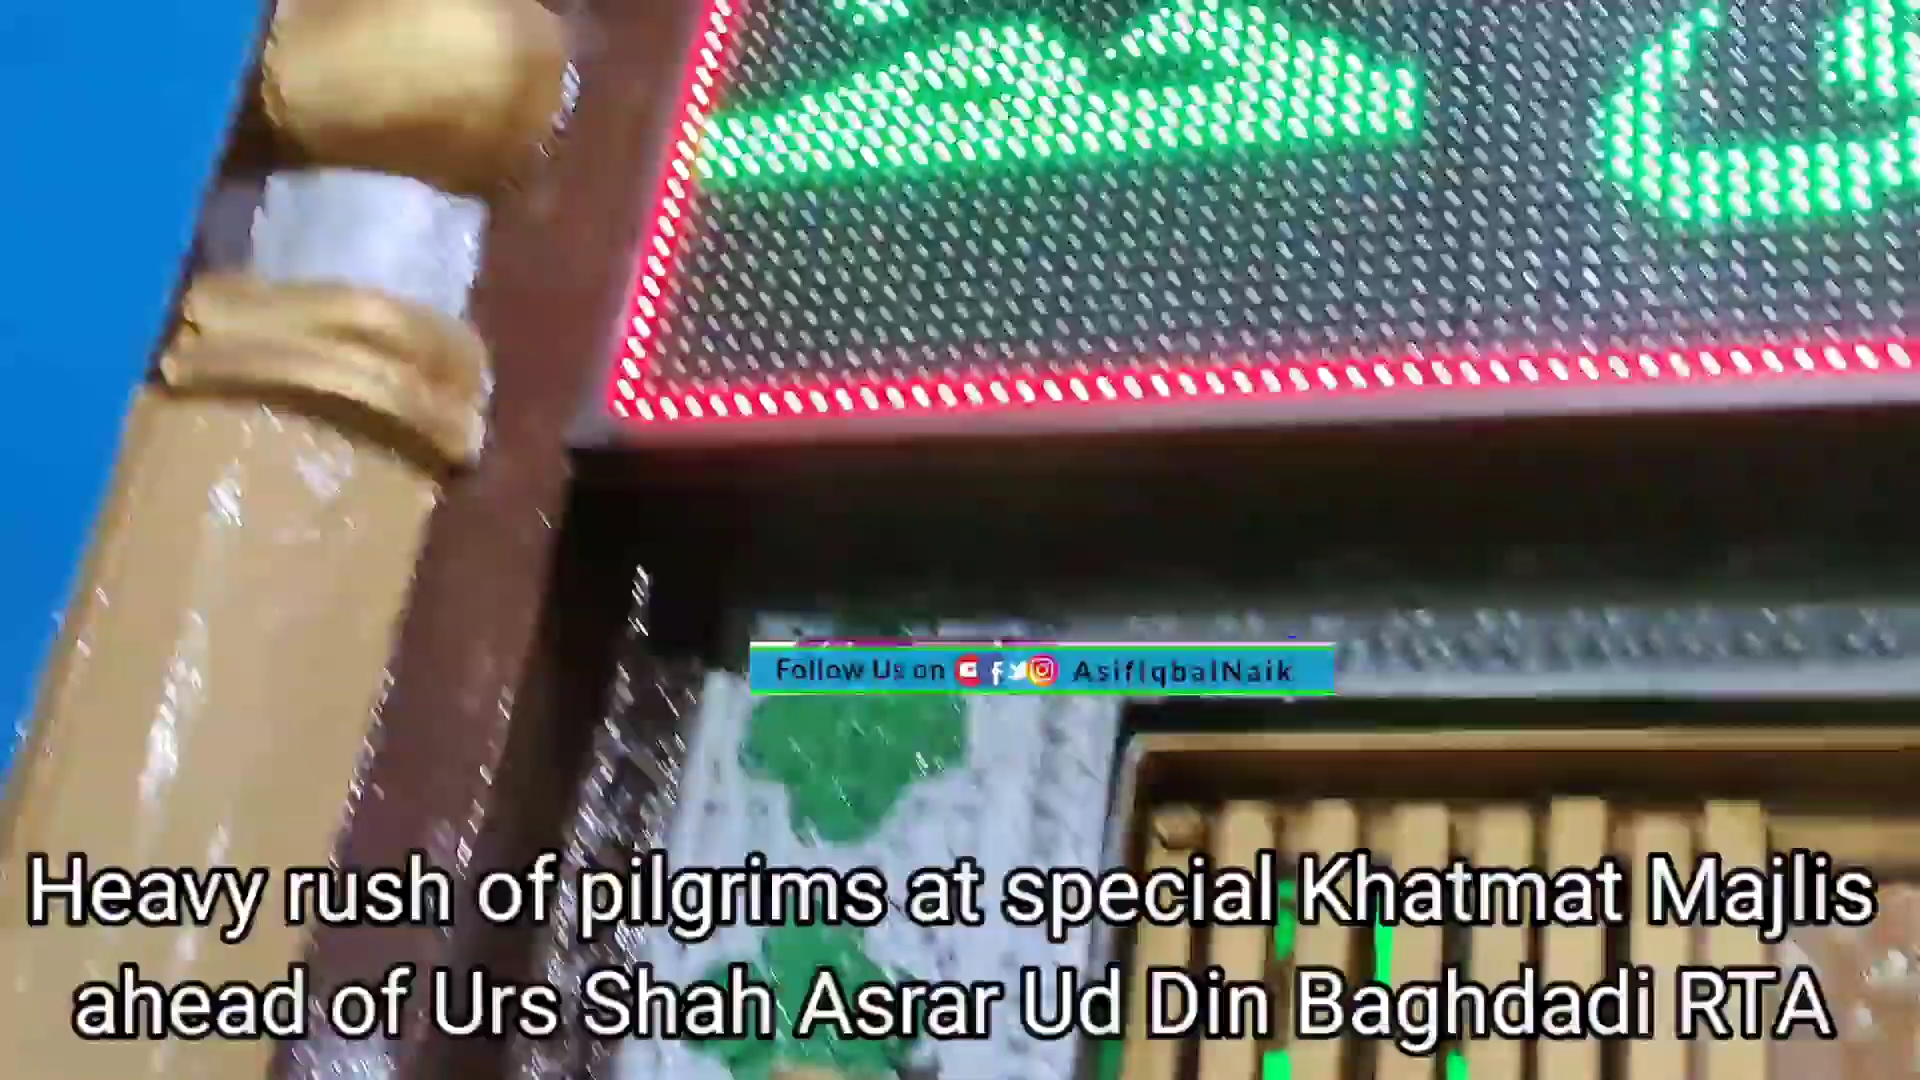 Follow Us on AsifIqbalNaik
Heavy rush of pilgrims at special Khatmat Majlis
ahead of Urs Shah Asrar Ud Din Baghdadi RTA